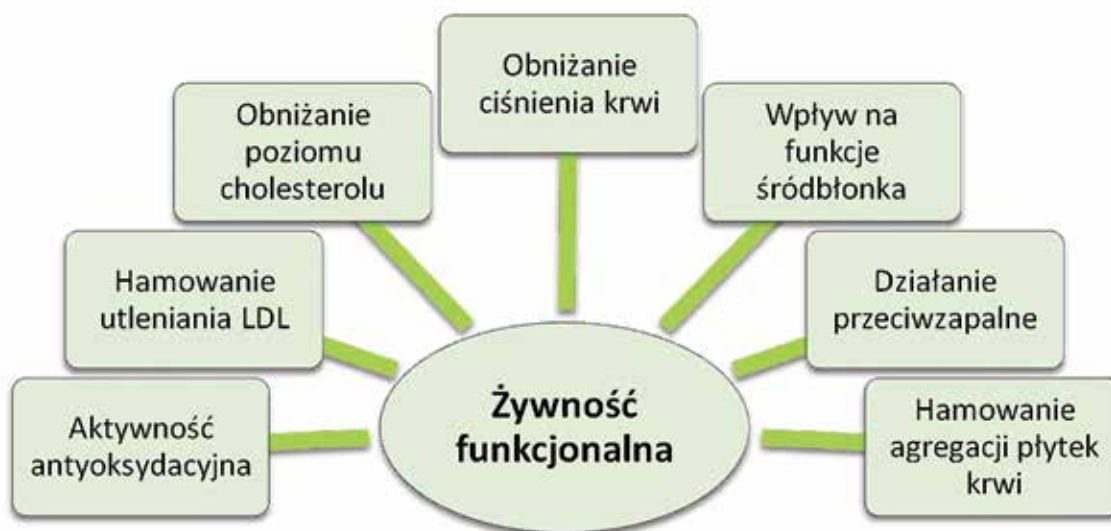 Obniżanie
ciśnienia krwi
Obniżanie
poziomu
cholesterolu
Wpływ na
funkcje
śródbłonka
Hamowanie
utleniania LDL
Działanie
przeciwzapalne
Aktywność
antyoksydacyjna
Żywność
funkcjonalna
Hamowanie
agregacji płytek
krwi